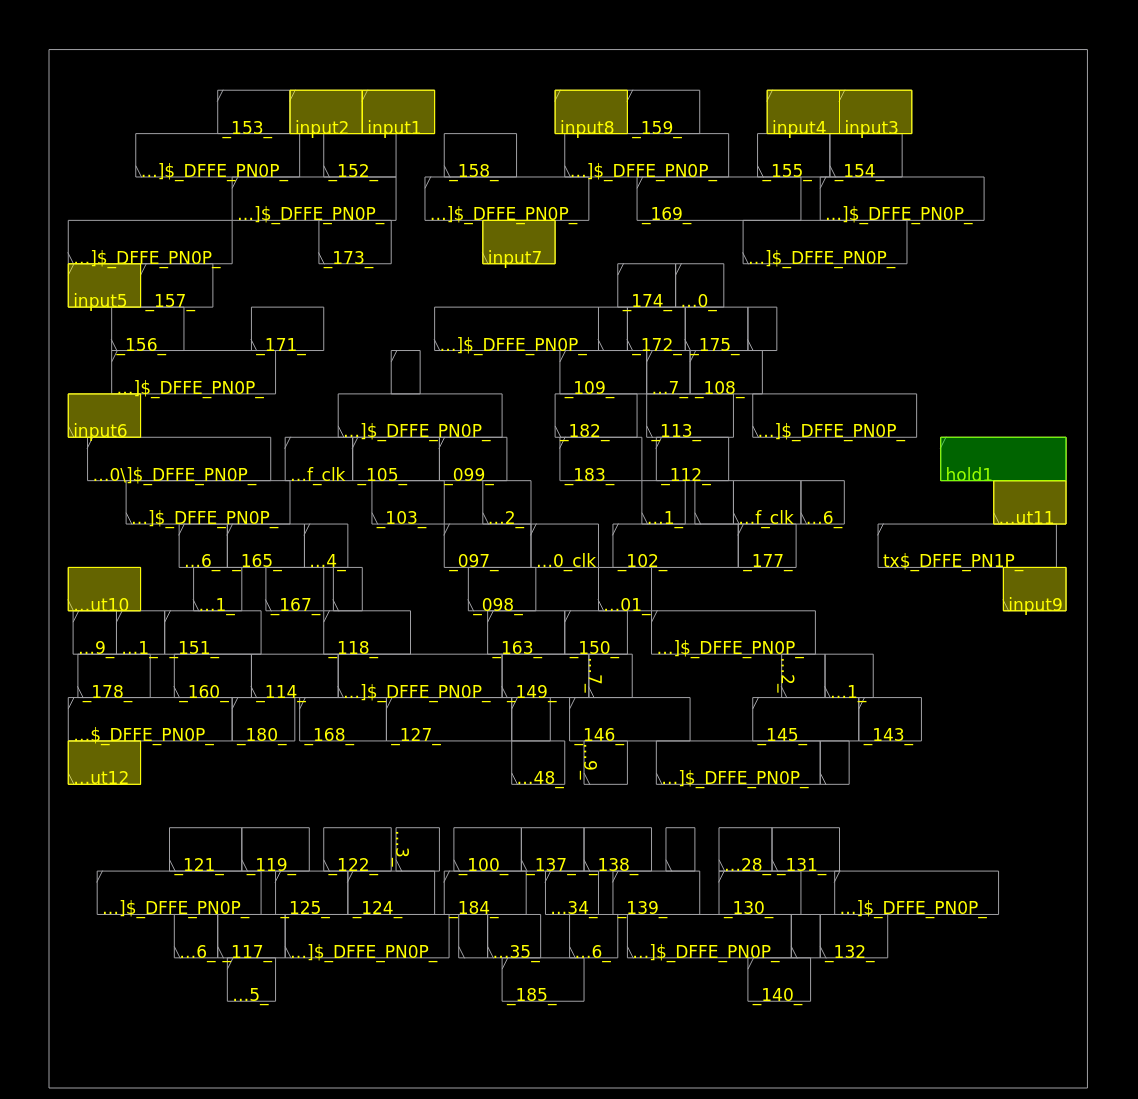 _153_ input2 input1 input8 _159_ input4 input3
...]$_DFFE_PN0P_ _152_ _158_ ...]$_DFFE_PN0P_ _155_ _154_
...]$_DFFE_PN0P_ ...]$_DFFE_PN0P_ _169_ ...]$_DFFE_PN0P_
...]$_DFFE_PN0P_ _173_ input7 ...]$_DFFE_PN0P_
input5 _157_ _174_ ...0_
_156_ _171_ ...]$_DFFE_PN0P_ _172_ _175_
...]$_DFFE_PN0P_ _109_ ...7_ _108_
input6 ...]$_DFFE_PN0P_ _182_ _113_ ...]$_DFFE_PN0P_
...0\]$_DFFE_PN0P_ ...f_clk _105_ _099_ _183_ _112_ hold1
...]$_DFFE_PN0P_ _103_ ...2_ ...1_ ...f_clk ...6_ ...ut11
...6_ _165_ ...4_ _097_ ...0_clk _102_ _177_ tx$_DFFE_PN1P_
...ut10 ...1_ _167_ _098_ ...01_ input9
...9_ ...1_ _151_ _118_ _163_ _150_ ...]$_DFFE_PN0P_
_178_ _160_ _114_ ...]$_DFFE_PN0P_ _149_ ...7_ ...2_ ...1_
...$_DFFE_PN0P_ _180_ _168_ _127_ _146_ _145_ _143_
...ut12 ...48_ ...9_ ...]$_DFFE_PN0P_
_121_ _119_ _122_ ...3_ _100_ _137_ _138_ ...28_ _131_
...]$_DFFE_PN0P_ _125_ _124_ _184_ ...34_ _139_ _130_ ...]$_DFFE_PN0P_
...6_ _117_ ...]$_DFFE_PN0P_ ...35_ ...6_ ...]$_DFFE_PN0P_ _132_
...5_ _185_ _140_